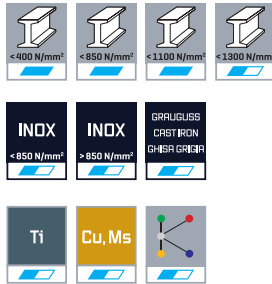 <400 N/mm² <850 N/mm² <1100 N/mm² <1300 N/mm²
INOX INOX GRAUGUSS
CAST IRON
GHISA GRIGIA
<850 N/mm² >850 N/mm²
Ti Cu, Ms